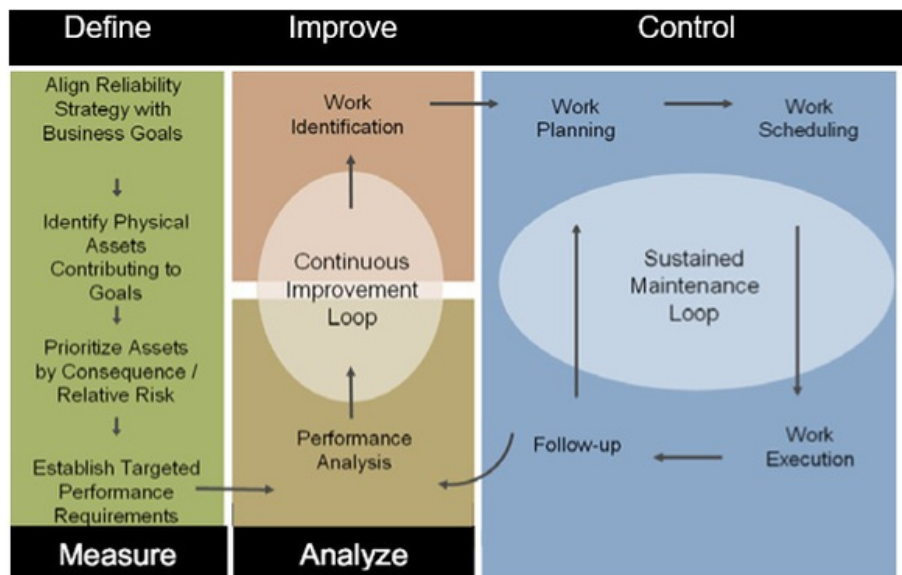 Define
Improve
Control
Align Reliability
Strategy with
Business Goals
Identify Physical
Assets
Contributing to
Goals
Prioritize Assets
by Consequence /
Relative Risk
Establish Targeted
Performance
Requirements
Measure
Work
Identification
Continuous
Improvement
Loop
Performance
Analysis
Analyze
Work
Planning
Work
Scheduling
Sustained
Maintenance
Loop
Follow-up
Work
Execution